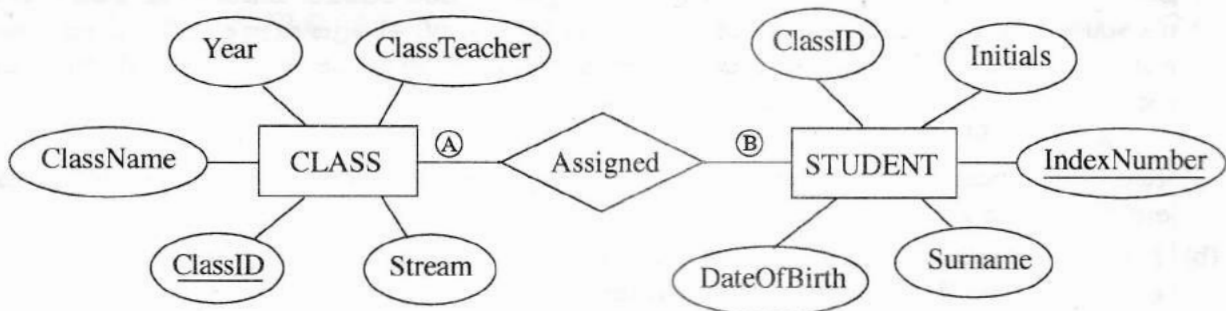 Year
ClassTeacher
ClassID
Initials
ClassName
CLASS
Ⓐ
Assigned
Ⓑ
STUDENT
IndexNumber
ClassID
Stream
DateOfBirth
Surname